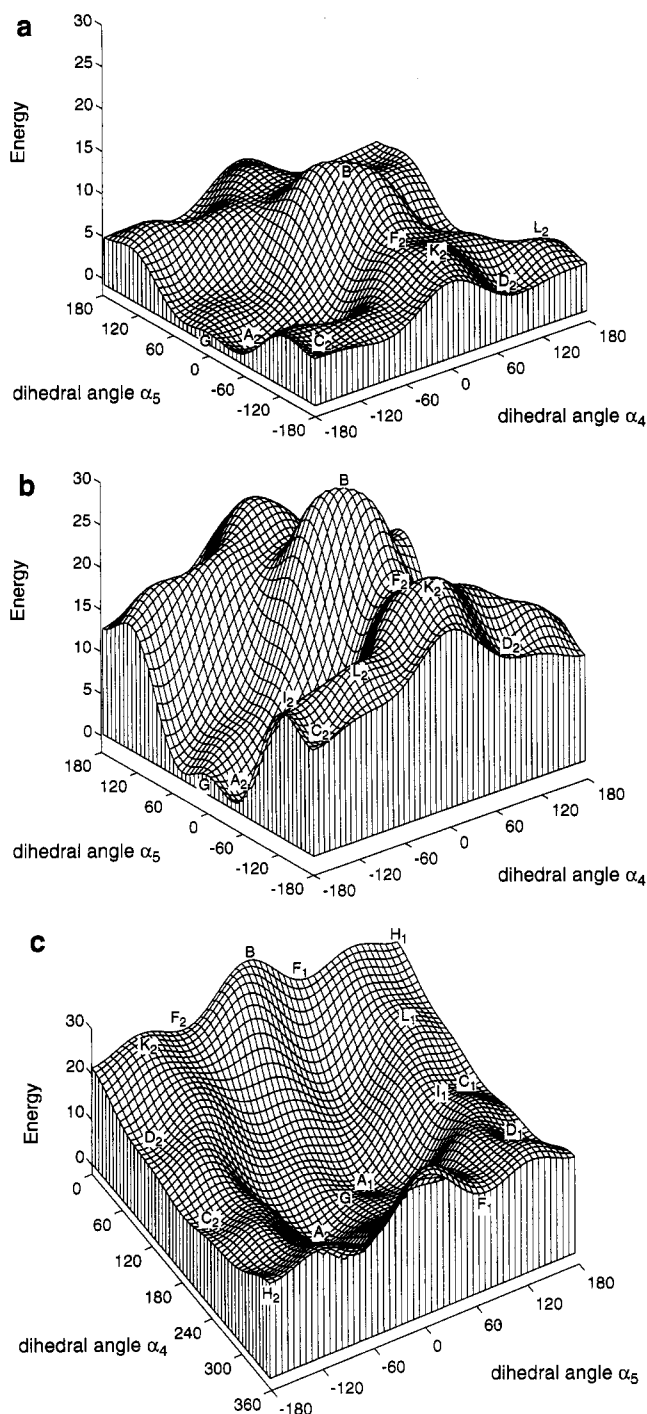 a
30
25
20
15
10
5
0
Energy
B
F₂
K₂
L₂
D₂
G
A₂
C₂
180
120
60
0
-60
-120
-180
dihedral angle α₅
-180
-120
-60
0
60
120
180
dihedral angle α₄
b
30
25
20
15
10
5
0
Energy
B
F₂
K₂
L₂
I₂
D₂
C₂
G
A₂
180
120
60
0
-60
-120
-180
dihedral angle α₅
-180
-120
-60
0
60
120
180
dihedral angle α₄
c
30
20
10
0
Energy
H₁
B
F₁
F₂
K₂
L₁
I₁
C₁
D₂
D₁
A₁
G
C₂
A
F₁
H₂
0
60
120
180
240
300
360
dihedral angle α₄
-180
-120
-60
0
60
120
180
dihedral angle α₅